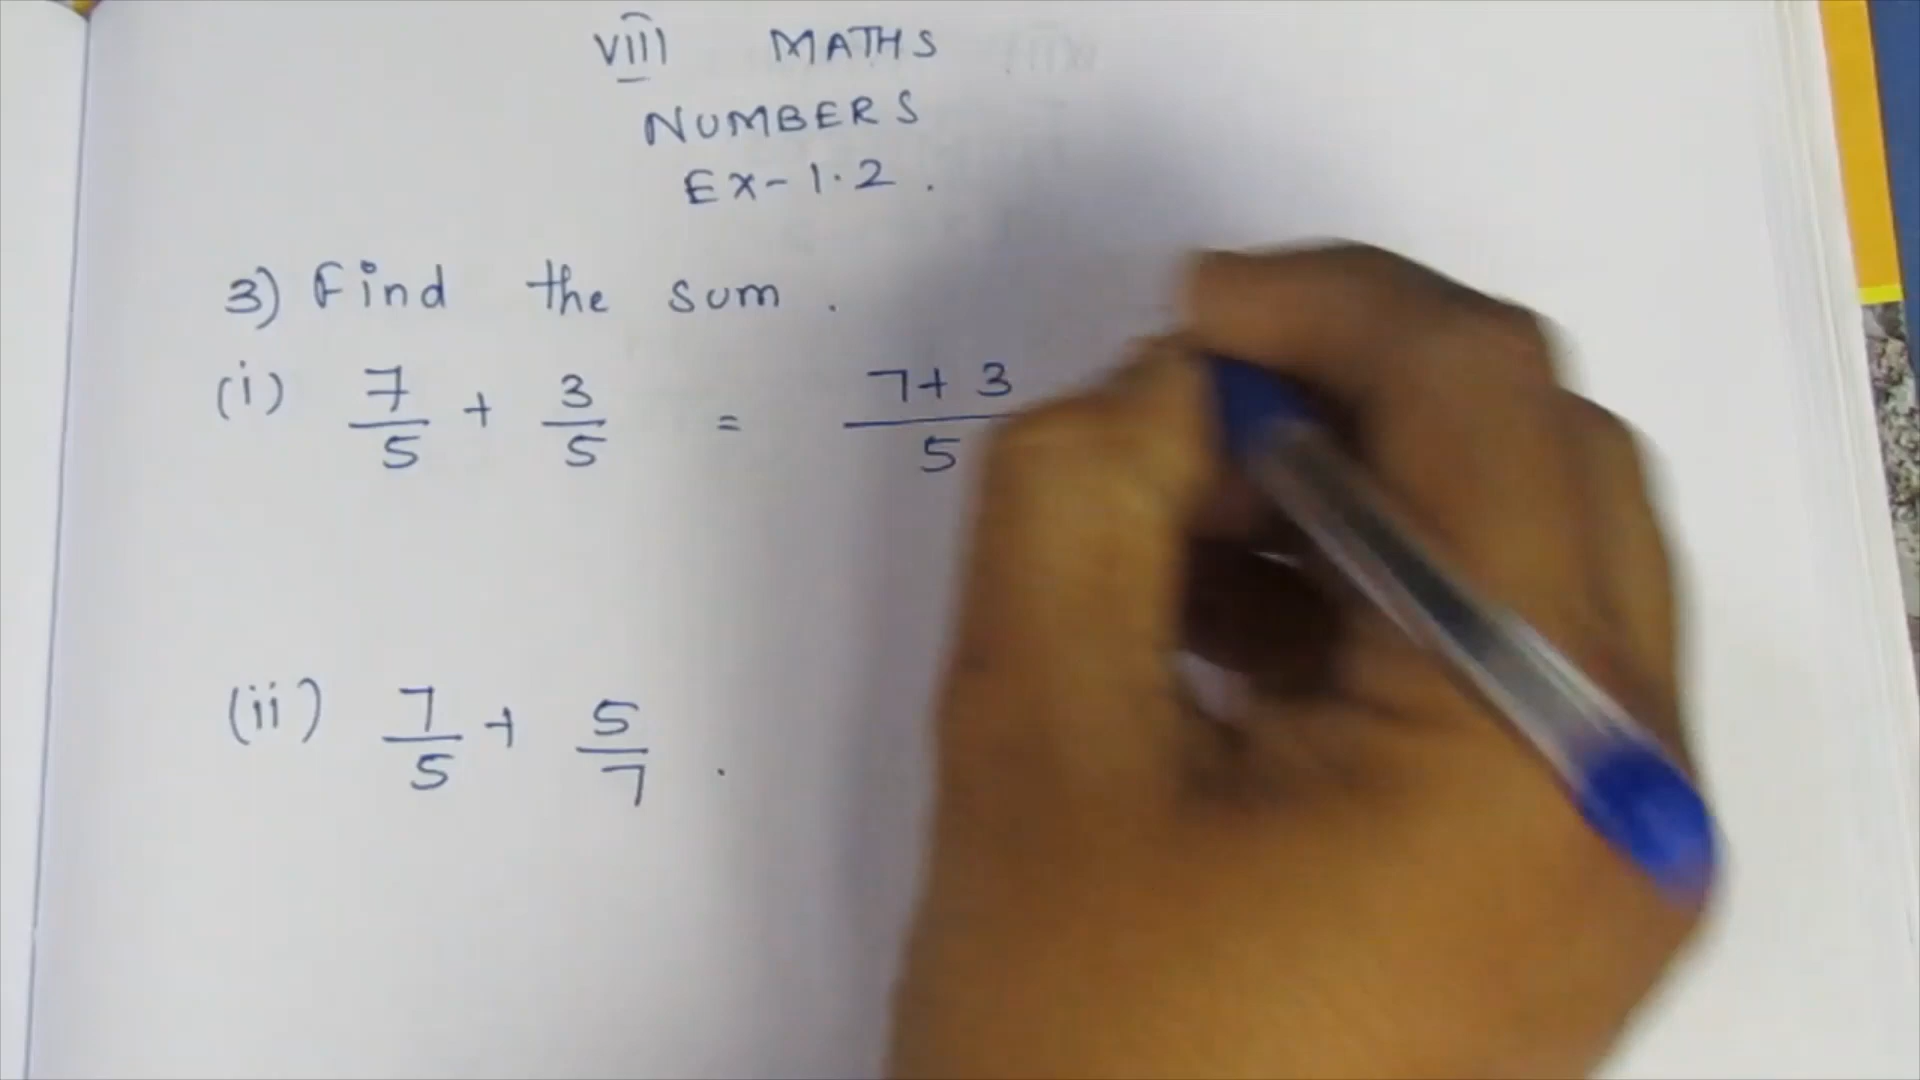 VIII MATHS
NUMBERS
Ex-1.2.
3) Find the sum.
(i) 7/5 + 3/5 = 7+3/5
(ii) 7/5 + 5/7.